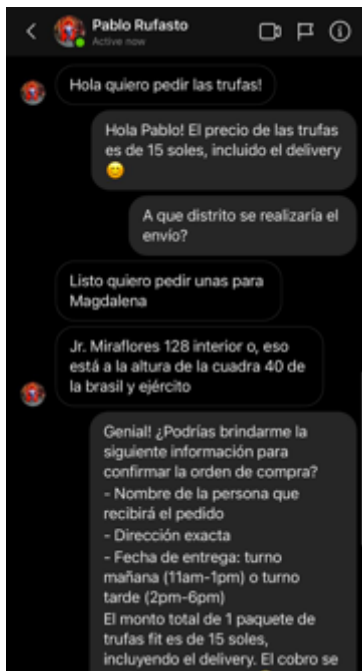 Pablo Rufasto
Active now
Hola quiero pedir las trufas!
Hola Pablo! El precio de las trufas
es de 15 soles, incluido el delivery
😊
A que distrito se realizaría el
envío?
Listo quiero pedir unas para
Magdalena
Jr. Miraflores 128 interior o, eso
está a la altura de la cuadra 40 de
la brasil y ejército
Genial! ¿Podrías brindarme la
siguiente información para
confirmar la orden de compra?
- Nombre de la persona que
recibirá el pedido
- Dirección exacta
- Fecha de entrega: turno
mañana (11am-1pm) o turno
tarde (2pm-6pm)
El monto total de 1 paquete de
trufas fit es de 15 soles,
incluyendo el delivery. El cobro se